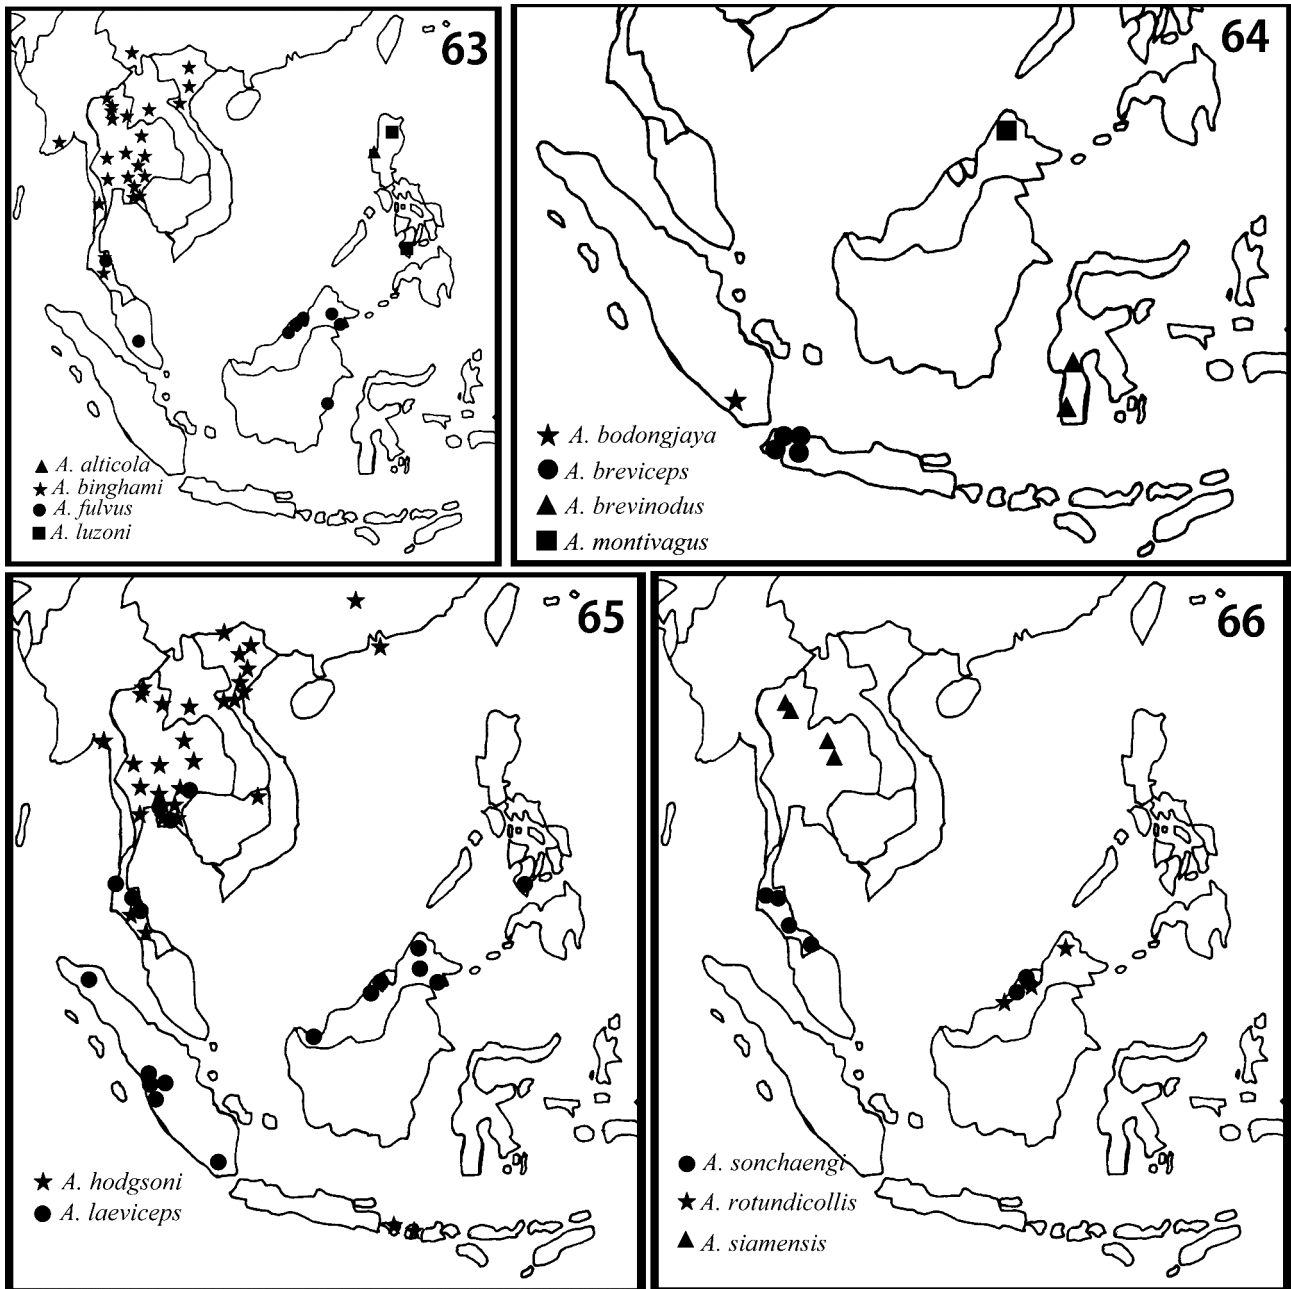 63
A. alticola
A. binghami
A. fulvus
A. luzoni
64
A. bodongjaya
A. breviceps
A. brevinodus
A. montivagus
65
A. hodgsoni
A. laeviceps
66
A. sonchaengi
A. rotundicollis
A. siamensis